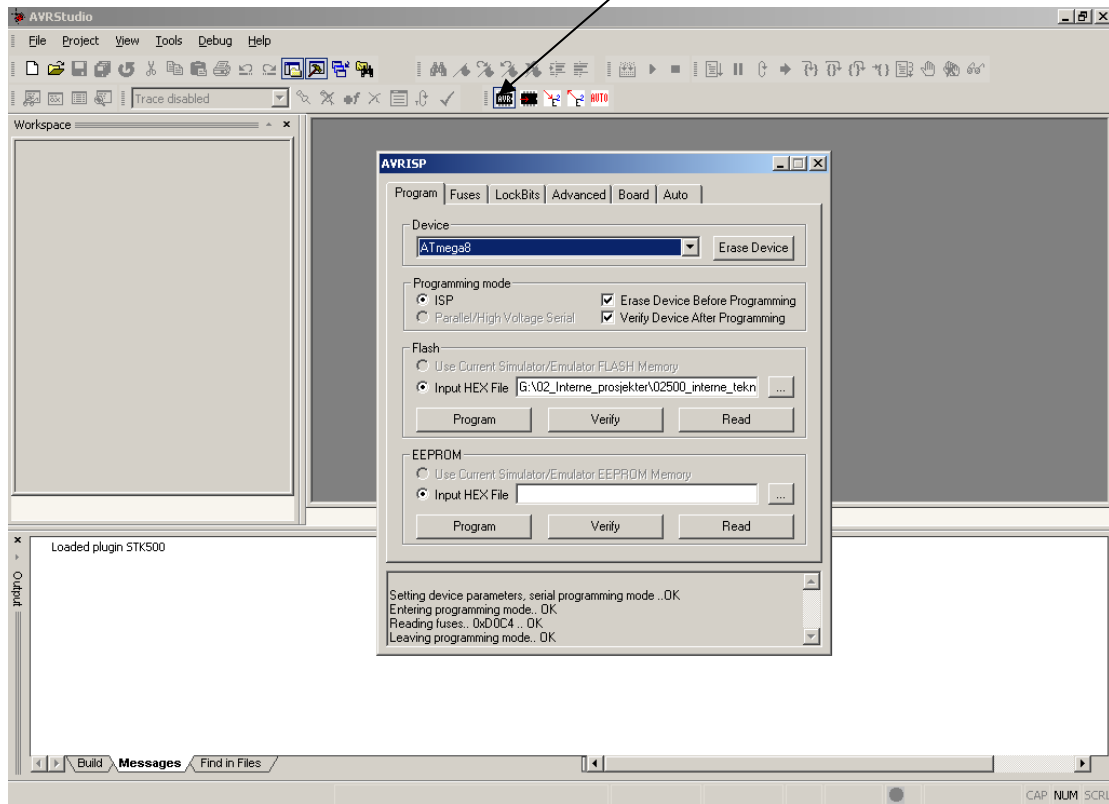 AVRStudio
File Project View Tools Debug Help
Trace disabled
AVR AUTO
Workspace
AVRISP
Program Fuses LockBits Advanced Board Auto
Device
ATmega8 Erase Device
Programming mode
ISP Erase Device Before Programming
Parallel/High Voltage Serial Verify Device After Programming
Flash
Use Current Simulator/Emulator FLASH Memory
Input HEX File G:\02_Interne_prosjekter\02500_interne_tekn ...
Program Verify Read
EEPROM
Use Current Simulator/Emulator EEPROM Memory
Input HEX File ...
Program Verify Read
Loaded plugin STK500
Output
Setting device parameters, serial programming mode ..OK
Entering programming mode.. OK
Reading fuses.. 0xD0C4 .. OK
Leaving programming mode.. OK
Build Messages Find in Files
CAP NUM SCRL